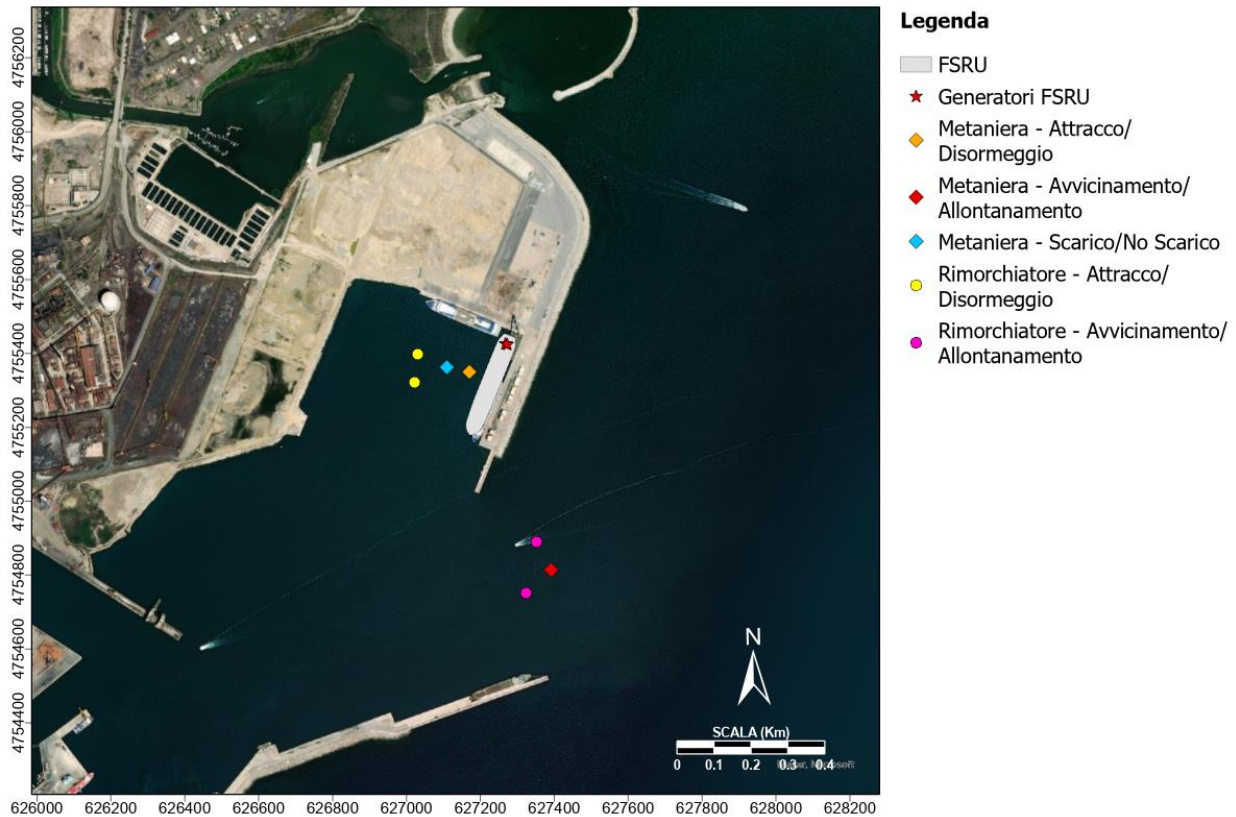 Legenda
FSRU
Generatori FSRU
Metaniera - Attracco/
Disormeggio
Metaniera - Avvicinamento/
Allontanamento
Metaniera - Scarico/No Scarico
Rimorchiatore - Attracco/
Disormeggio
Rimorchiatore - Avvicinamento/
Allontanamento
4756200
4756000
4755800
4755600
4755400
4755200
4755000
4754800
4754600
4754400
N
SCALA (Km)
0 0.1 0.2 0.3 0.4
626000 626200 626400 626600 626800 627000 627200 627400 627600 627800 628000 628200